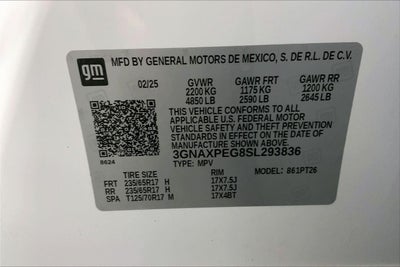 gm
MFD BY GENERAL MOTORS DE MEXICO, S. DE R.L. DE C.V.
02/25 GVWR GAWR FRT GAWR RR
2200 KG 1175 KG 1200 KG
4850 LB 2590 LB 2645 LB
THIS VEHICLE CONFORMS TO ALL
APPLICABLE U.S. FEDERAL MOTOR
VEHICLE SAFETY AND THEFT
PREVENTION STANDARDS IN EFFECT
ON THE DATE OF MANUFACTURE
SHOWN ABOVE.
8624
3GNAXPEG8SL293836
TYPE: MPV
MODEL: 861PT26
TIRE SIZE RIM
FRT 235/65R17 H 17X7.5J
RR 235/65R17 H 17X7.5J
SPA T125/70R17 M 17X4BT